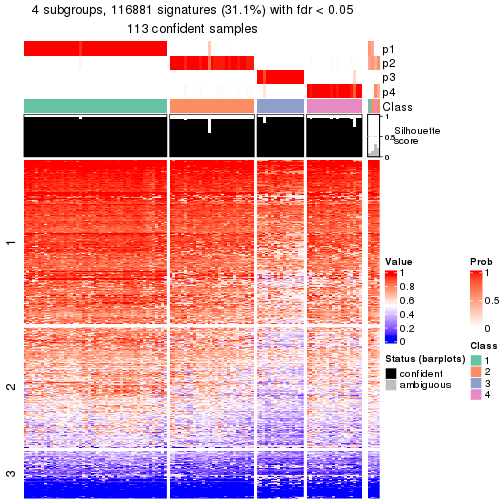 4 subgroups, 116881 signatures (31.1%) with fdr < 0.05
113 confident samples
p1
p2
p3
p4
Class
1
0.5
0
Silhouette
score
1
2
3
Value
1
0.8
0.6
0.4
0.2
0
Status (barplots)
confident
ambiguous
Prob
1
0.5
0
Class
1
2
3
4